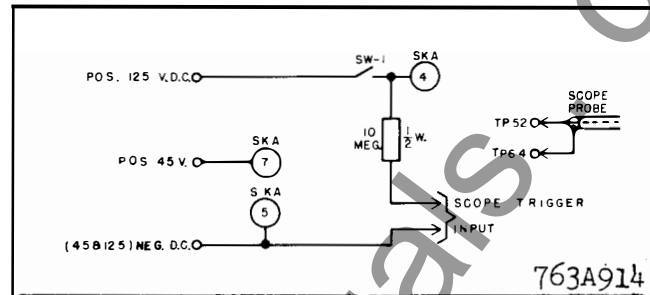 SW-1
SKA
4
POS. 125 V.D.C.
SCOPE
PROBE
TP52
TP64
10
MEG.
1/2 W.
SKA
7
POS 45 V.
SKA
5
SCOPE TRIGGER
INPUT
(45&125) NEG. D.C.
763A914